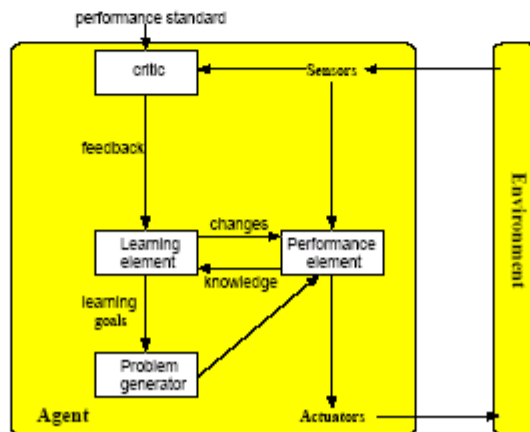 performance standard
critic
Sensors
feedback
changes
Learning
element
Performance
element
knowledge
learning
goals
Problem
generator
Agent
Actuators
Environment